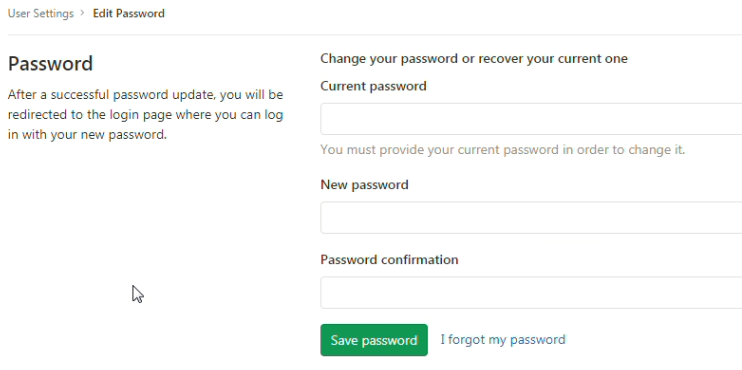 User Settings > Edit Password
Password
After a successful password update, you will be
redirected to the login page where you can log
in with your new password.
Change your password or recover your current one
Current password
You must provide your current password in order to change it.
New password
Password confirmation
Save password I forgot my password